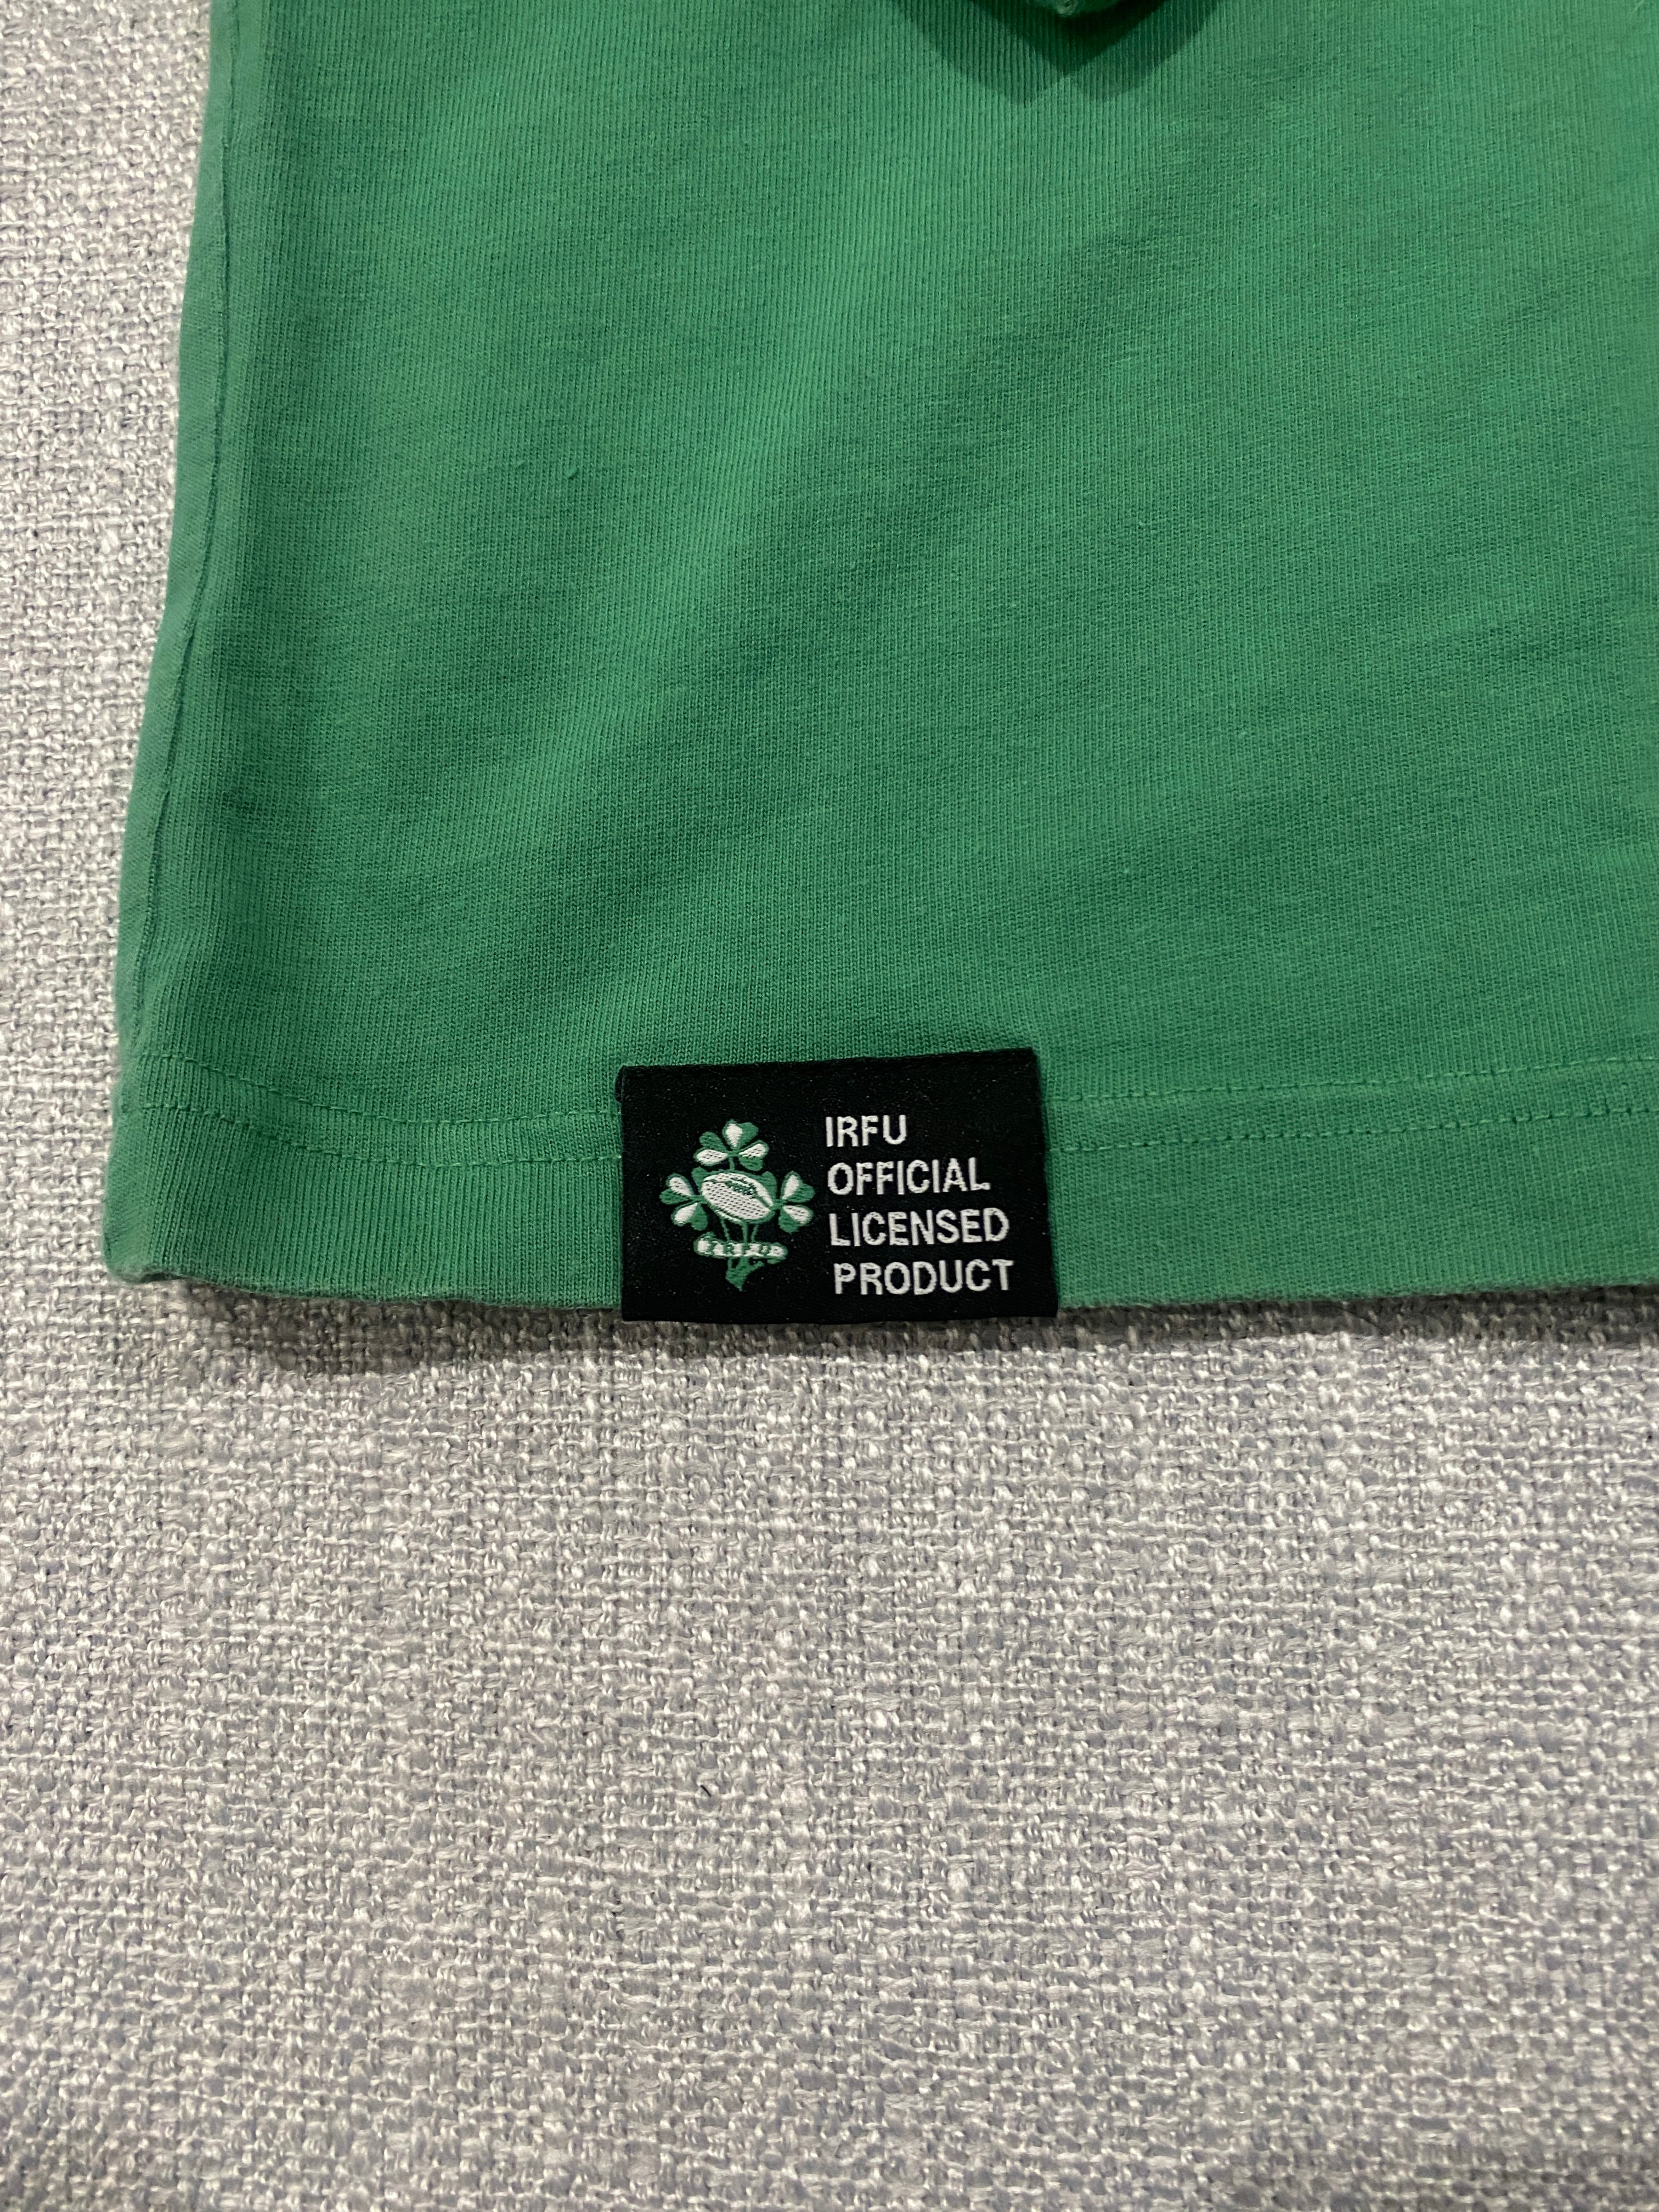 IRFU
OFFICIAL
LICENSED
PRODUCT
I.R.F.U.